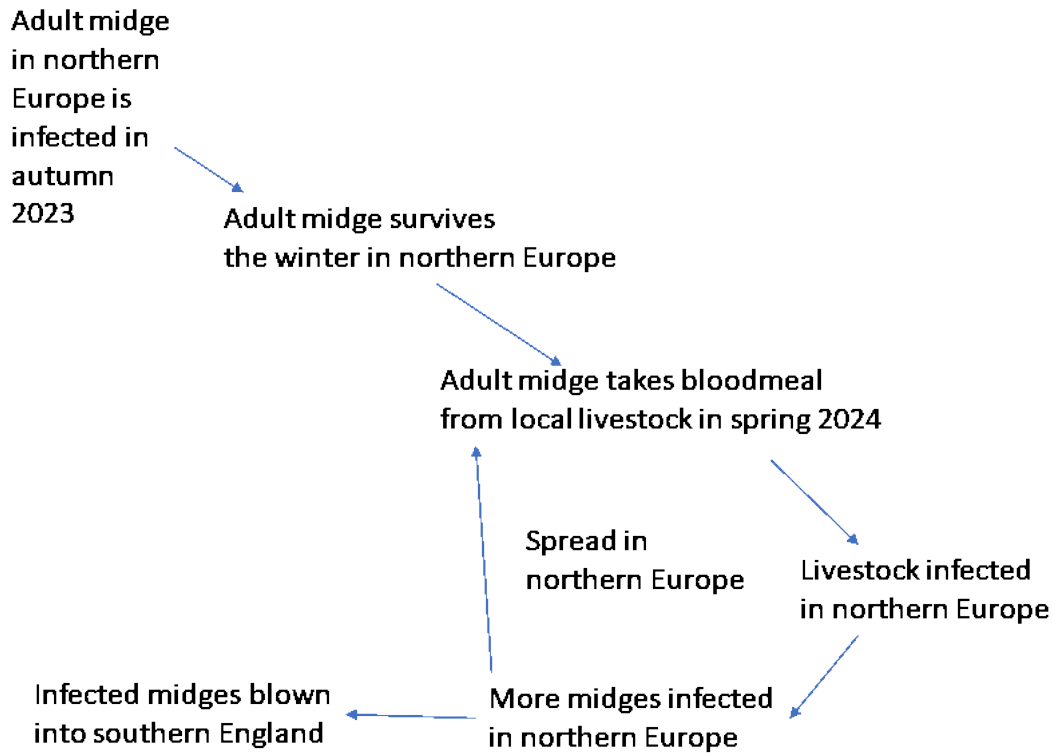 Adult midge
in northern
Europe is
infected in
autumn
2023
Adult midge survives
the winter in northern Europe
Adult midge takes bloodmeal
from local livestock in spring 2024
Spread in
northern Europe
Livestock infected
in northern Europe
More midges infected
in northern Europe
Infected midges blown
into southern England